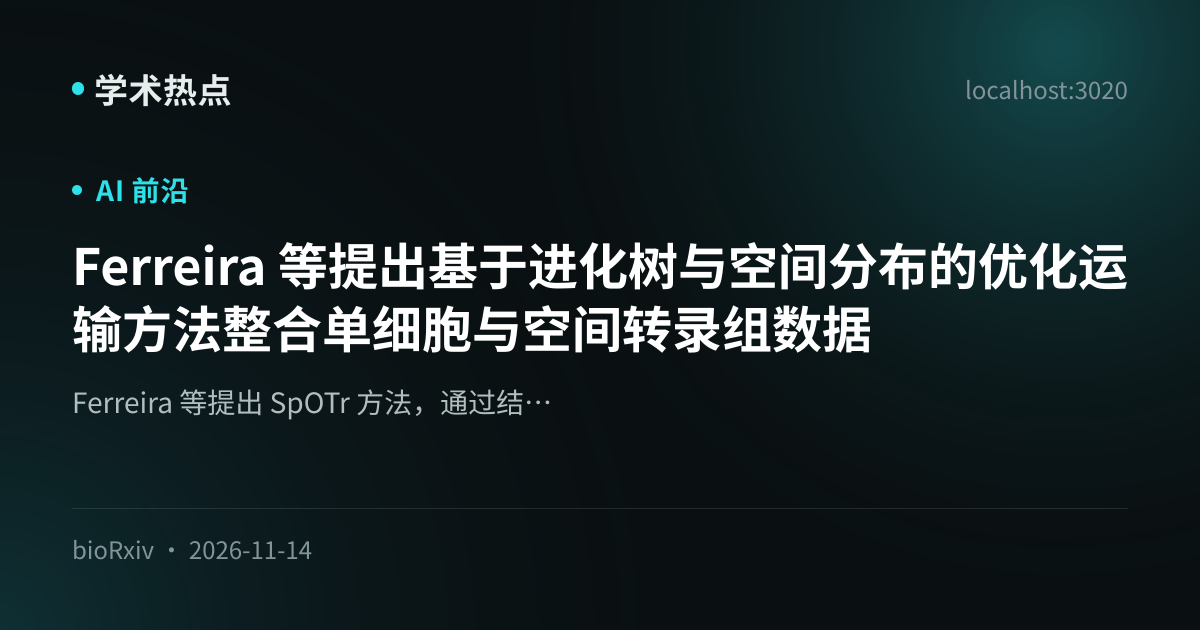 学术热点
localhost:3020
AI 前沿
Ferreira 等提出基于进化树与空间分布的优化运
输方法整合单细胞与空间转录组数据
Ferreira 等提出 SpOTr 方法，通过结…
bioRxiv • 2026-11-14